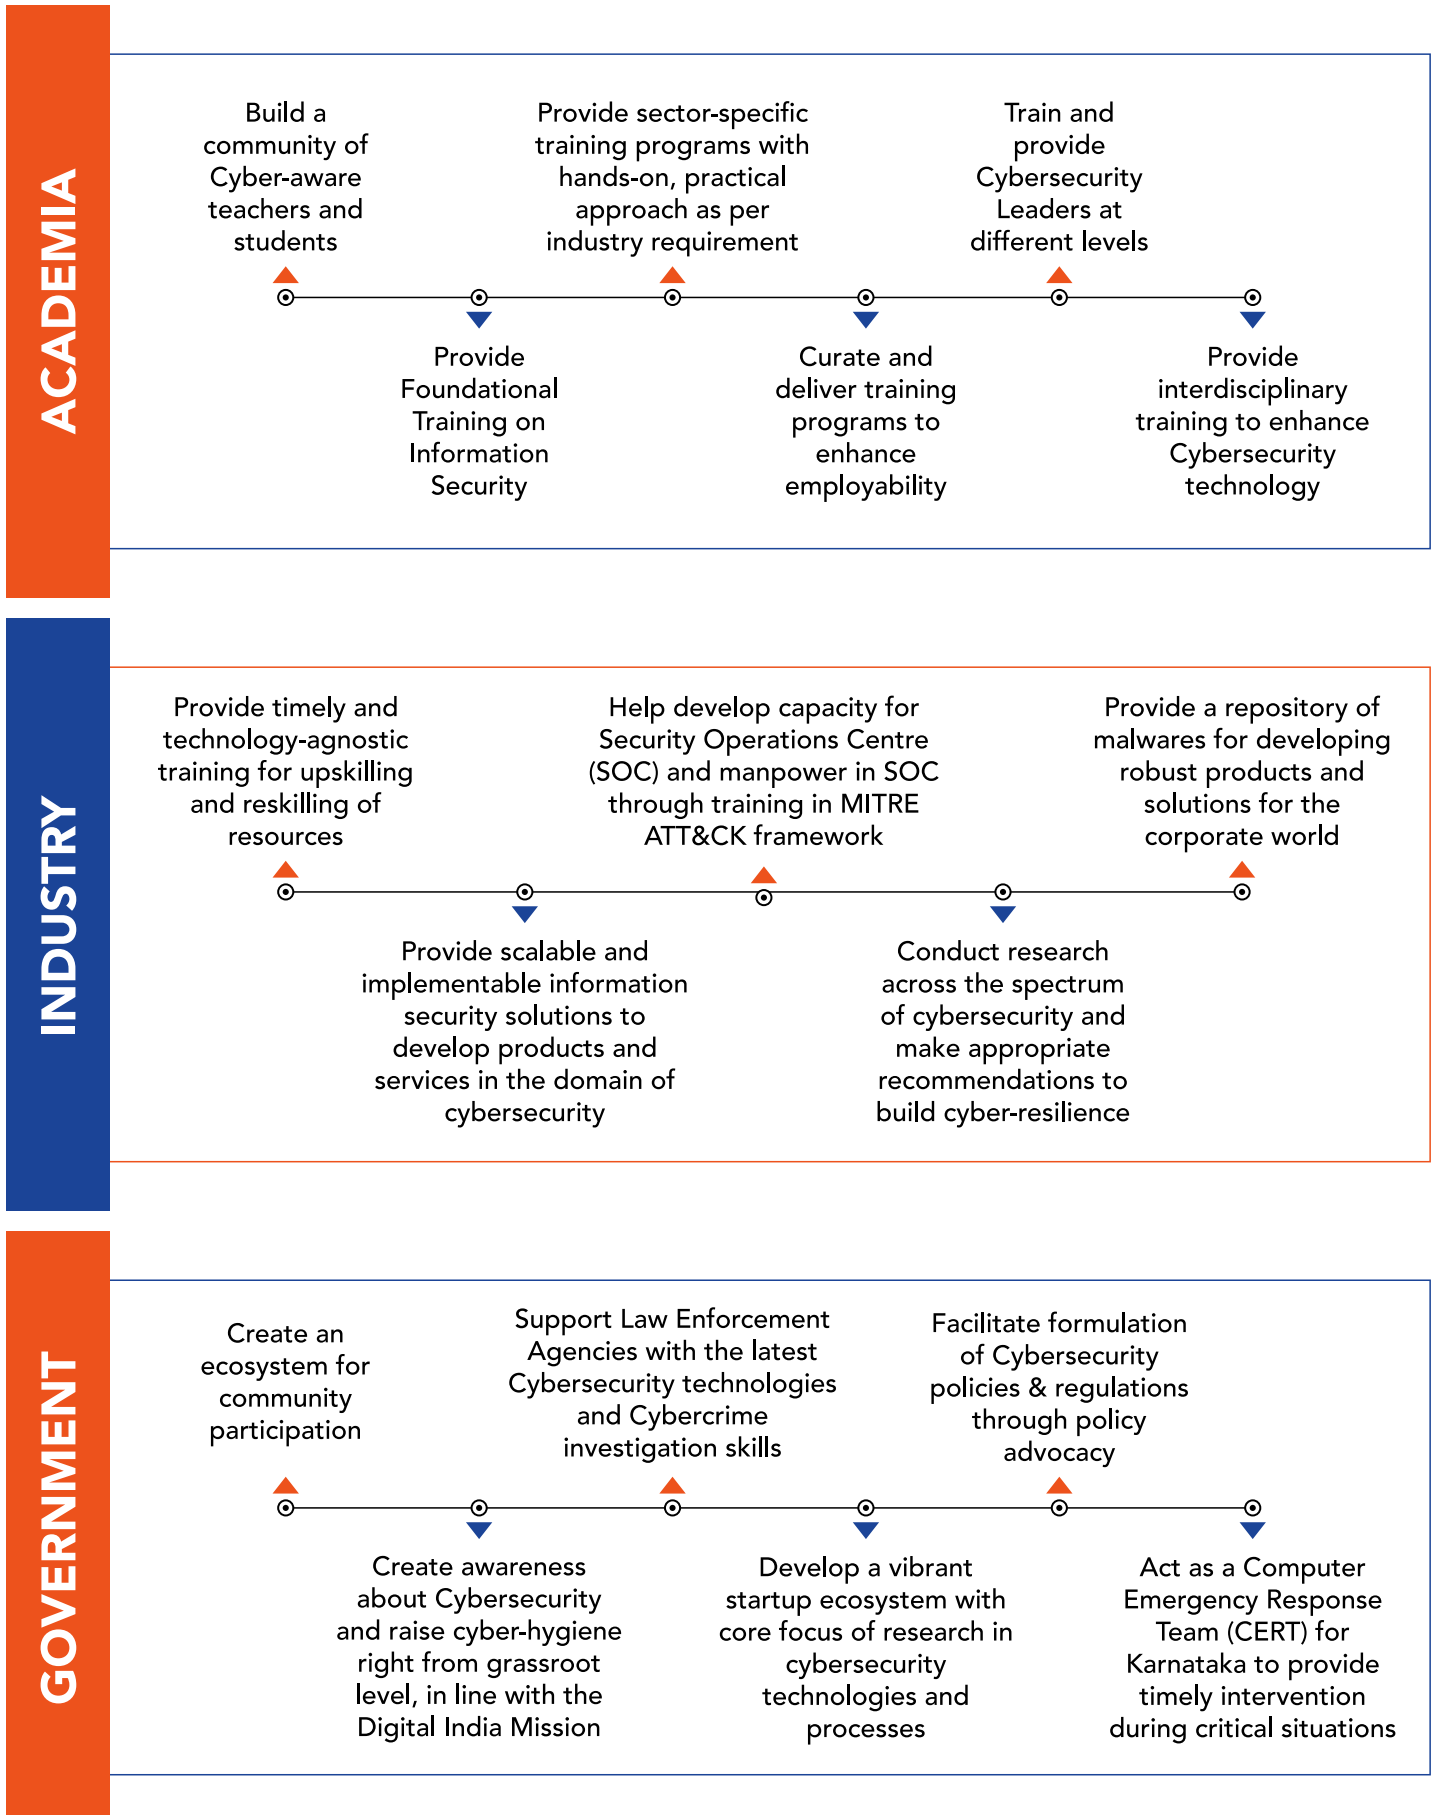 ACADEMIA
Build a
community of
Cyber-aware
teachers and
students
Provide
Foundational
Training on
Information
Security
Provide sector-specific
training programs with
hands-on, practical
approach as per
industry requirement
Curate and
deliver training
programs to
enhance
employability
Train and
provide
Cybersecurity
Leaders at
different levels
Provide
interdisciplinary
training to enhance
Cybersecurity
technology
INDUSTRY
Provide timely and
technology-agnostic
training for upskilling
and reskilling of
resources
Provide scalable and
implementable information
security solutions to
develop products and
services in the domain of
cybersecurity
Help develop capacity for
Security Operations Centre
(SOC) and manpower in SOC
through training in MITRE
ATT&CK framework
Conduct research
across the spectrum
of cybersecurity and
make appropriate
recommendations to
build cyber-resilience
Provide a repository of
malwares for developing
robust products and
solutions for the
corporate world
GOVERNMENT
Create an
ecosystem for
community
participation
Create awareness
about Cybersecurity
and raise cyber-hygiene
right from grassroot
level, in line with the
Digital India Mission
Support Law Enforcement
Agencies with the latest
Cybersecurity technologies
and Cybercrime
investigation skills
Develop a vibrant
startup ecosystem with
core focus of research in
cybersecurity
technologies and
processes
Facilitate formulation
of Cybersecurity
policies & regulations
through policy
advocacy
Act as a Computer
Emergency Response
Team (CERT) for
Karnataka to provide
timely intervention
during critical situations